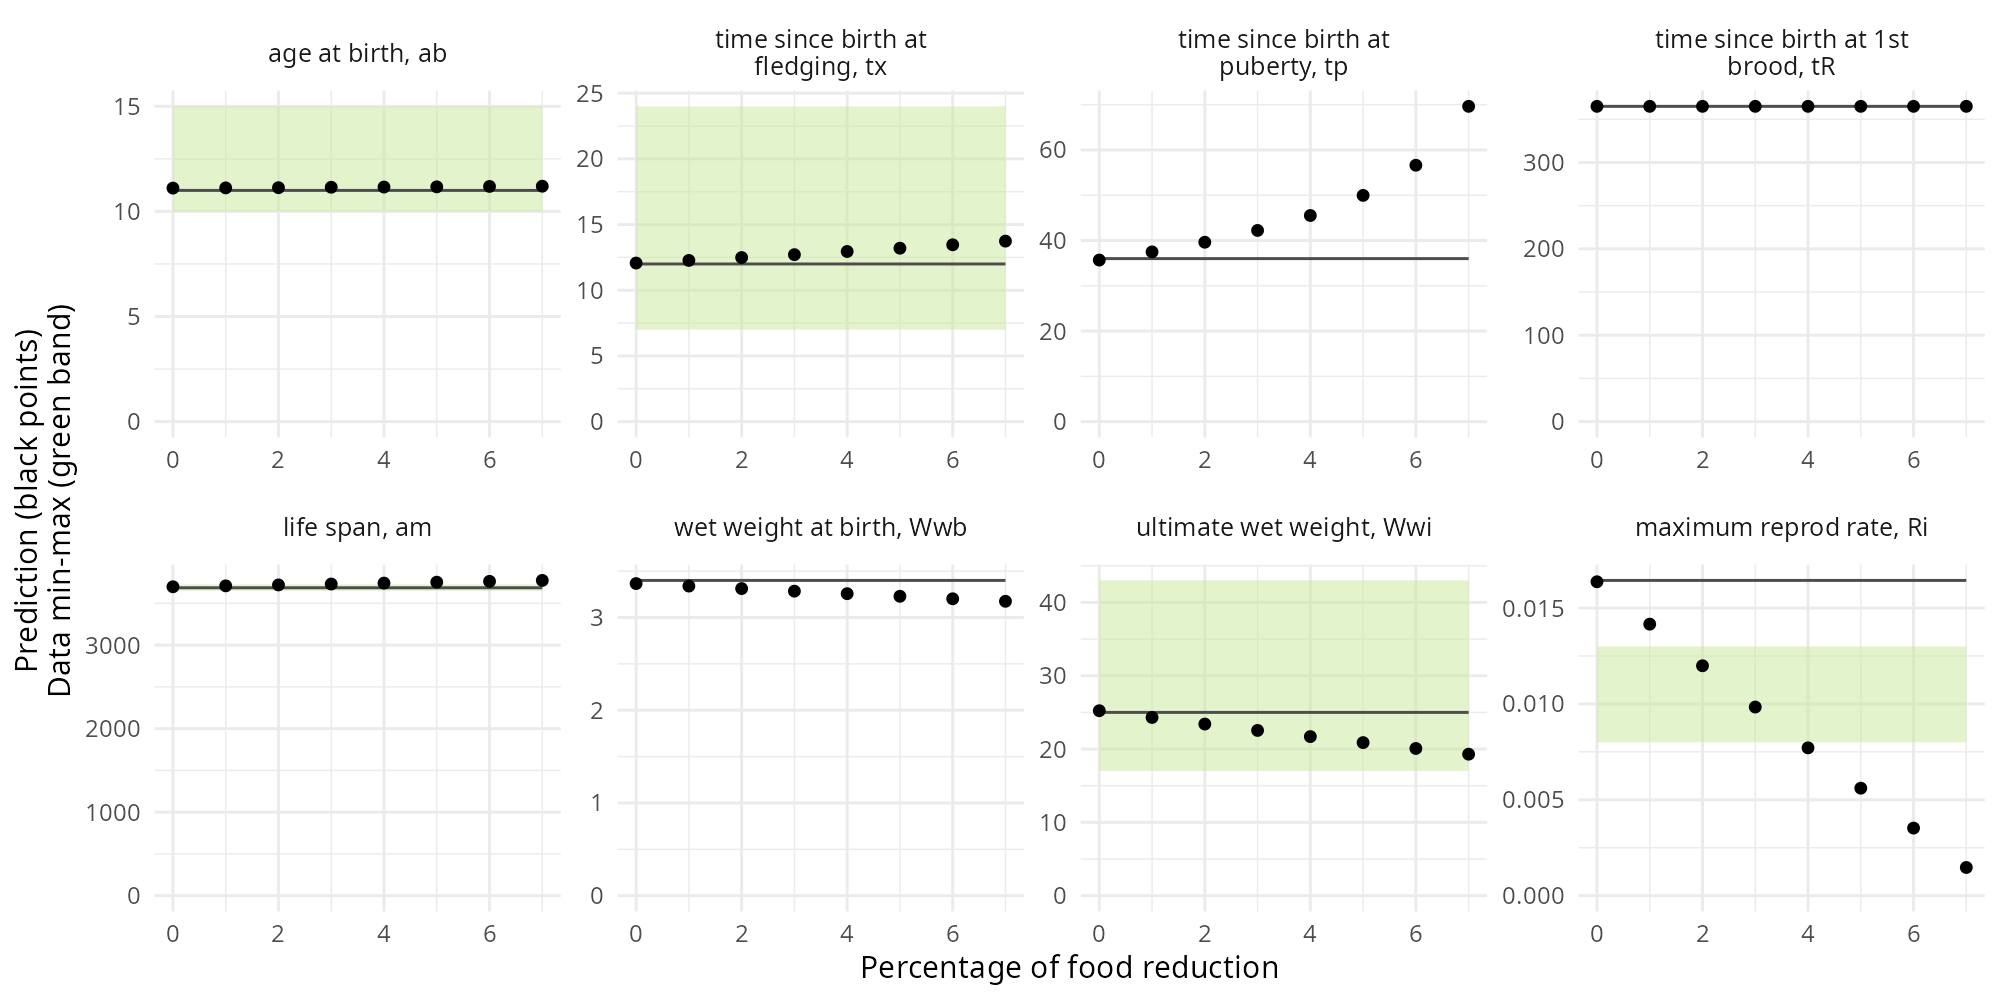 age at birth, ab
15
10
5
0
0 2 4 6
time since birth at
fledging, tx
25
20
15
10
5
0
0 2 4 6
time since birth at
puberty, tp
60
40
20
0
0 2 4 6
time since birth at 1st
brood, tR
300
200
100
0
0 2 4 6
life span, am
3000
2000
1000
0
0 2 4 6
wet weight at birth, Wwb
3
2
1
0
0 2 4 6
ultimate wet weight, Wwi
40
30
20
10
0
0 2 4 6
maximum reprod rate, Ri
0.015
0.010
0.005
0.000
0 2 4 6
Prediction (black points)
Data min-max (green band)
Percentage of food reduction